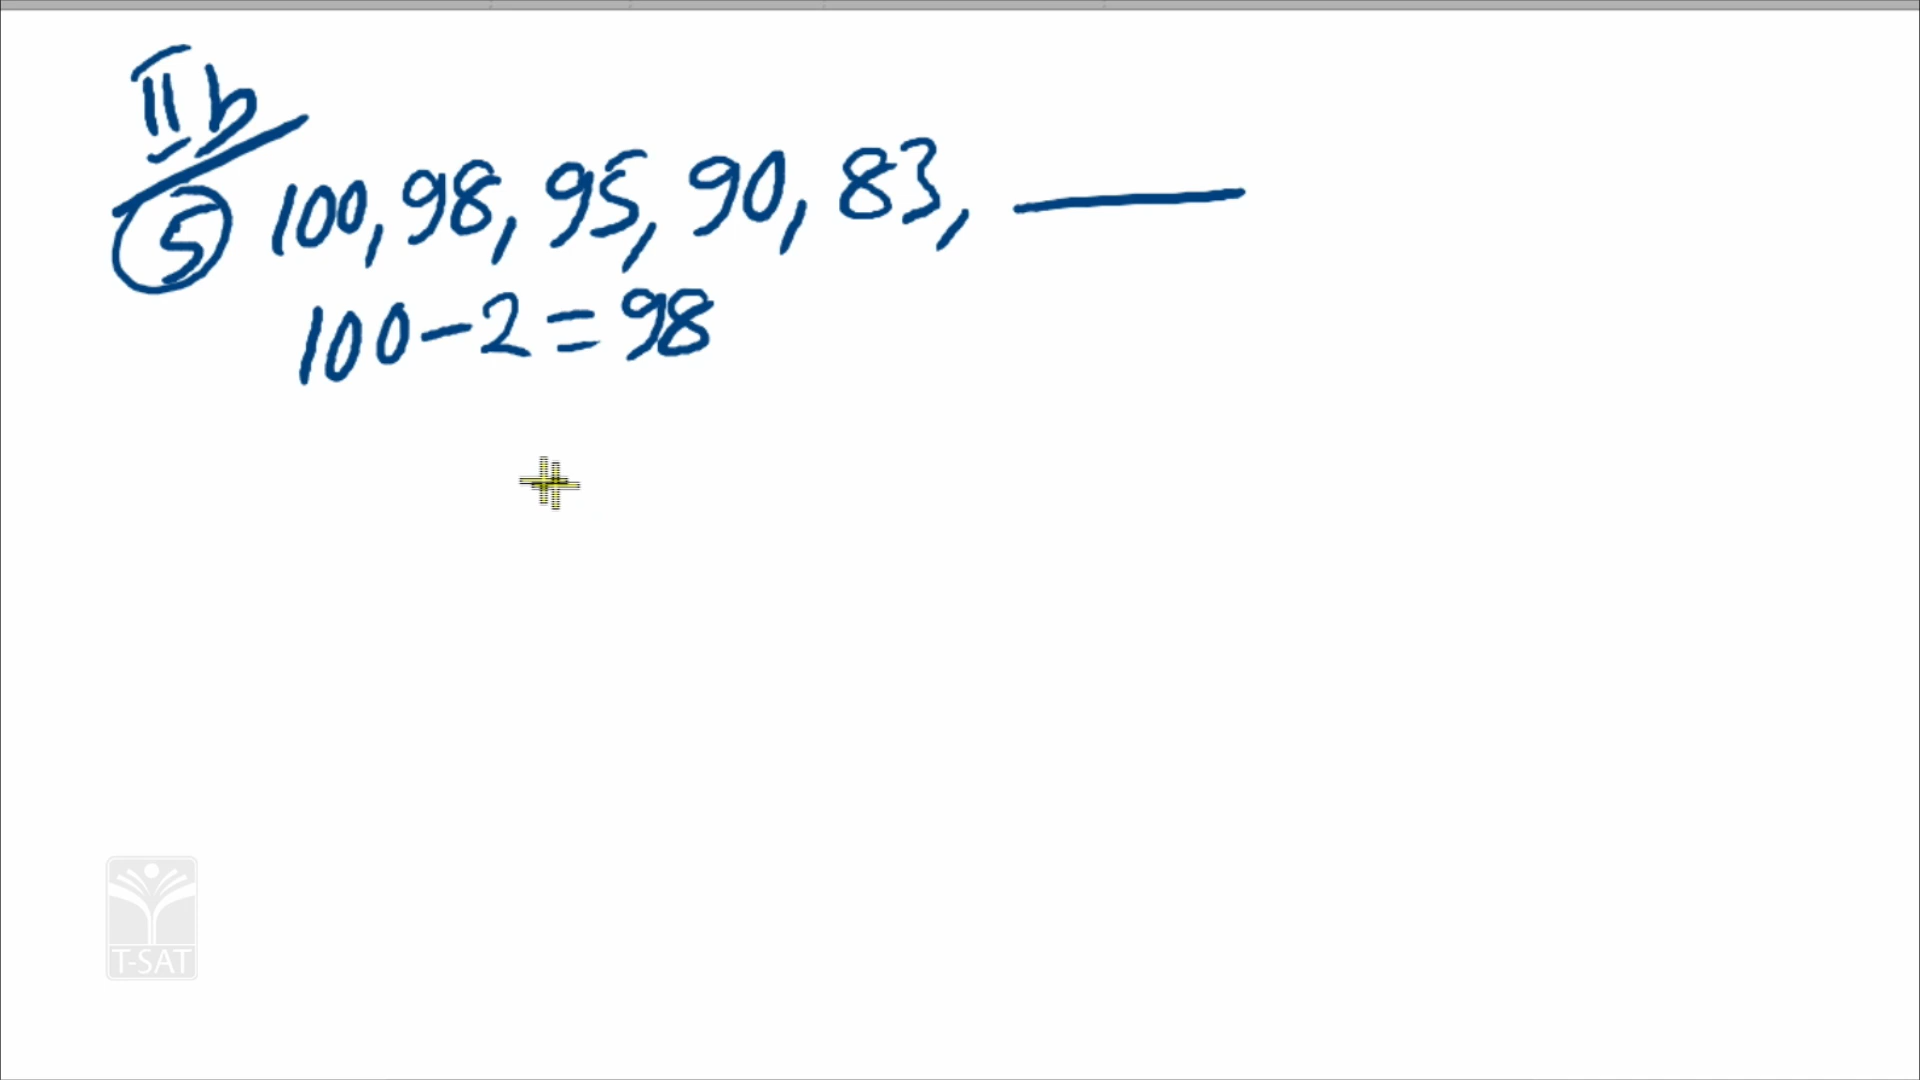 II b
5 100, 98, 95, 90, 83, ____
100 - 2 = 98
T-SAT